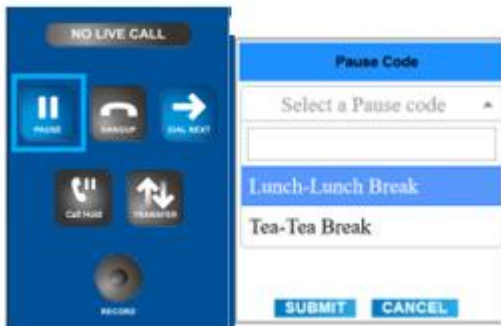 NO LIVE CALL
PAUSE
HANGUP
DIAL NEXT
Call Hold
TRANSFER
RECORD
Pause Code
Select a Pause code
Lunch-Lunch Break
Tea-Tea Break
SUBMIT
CANCEL